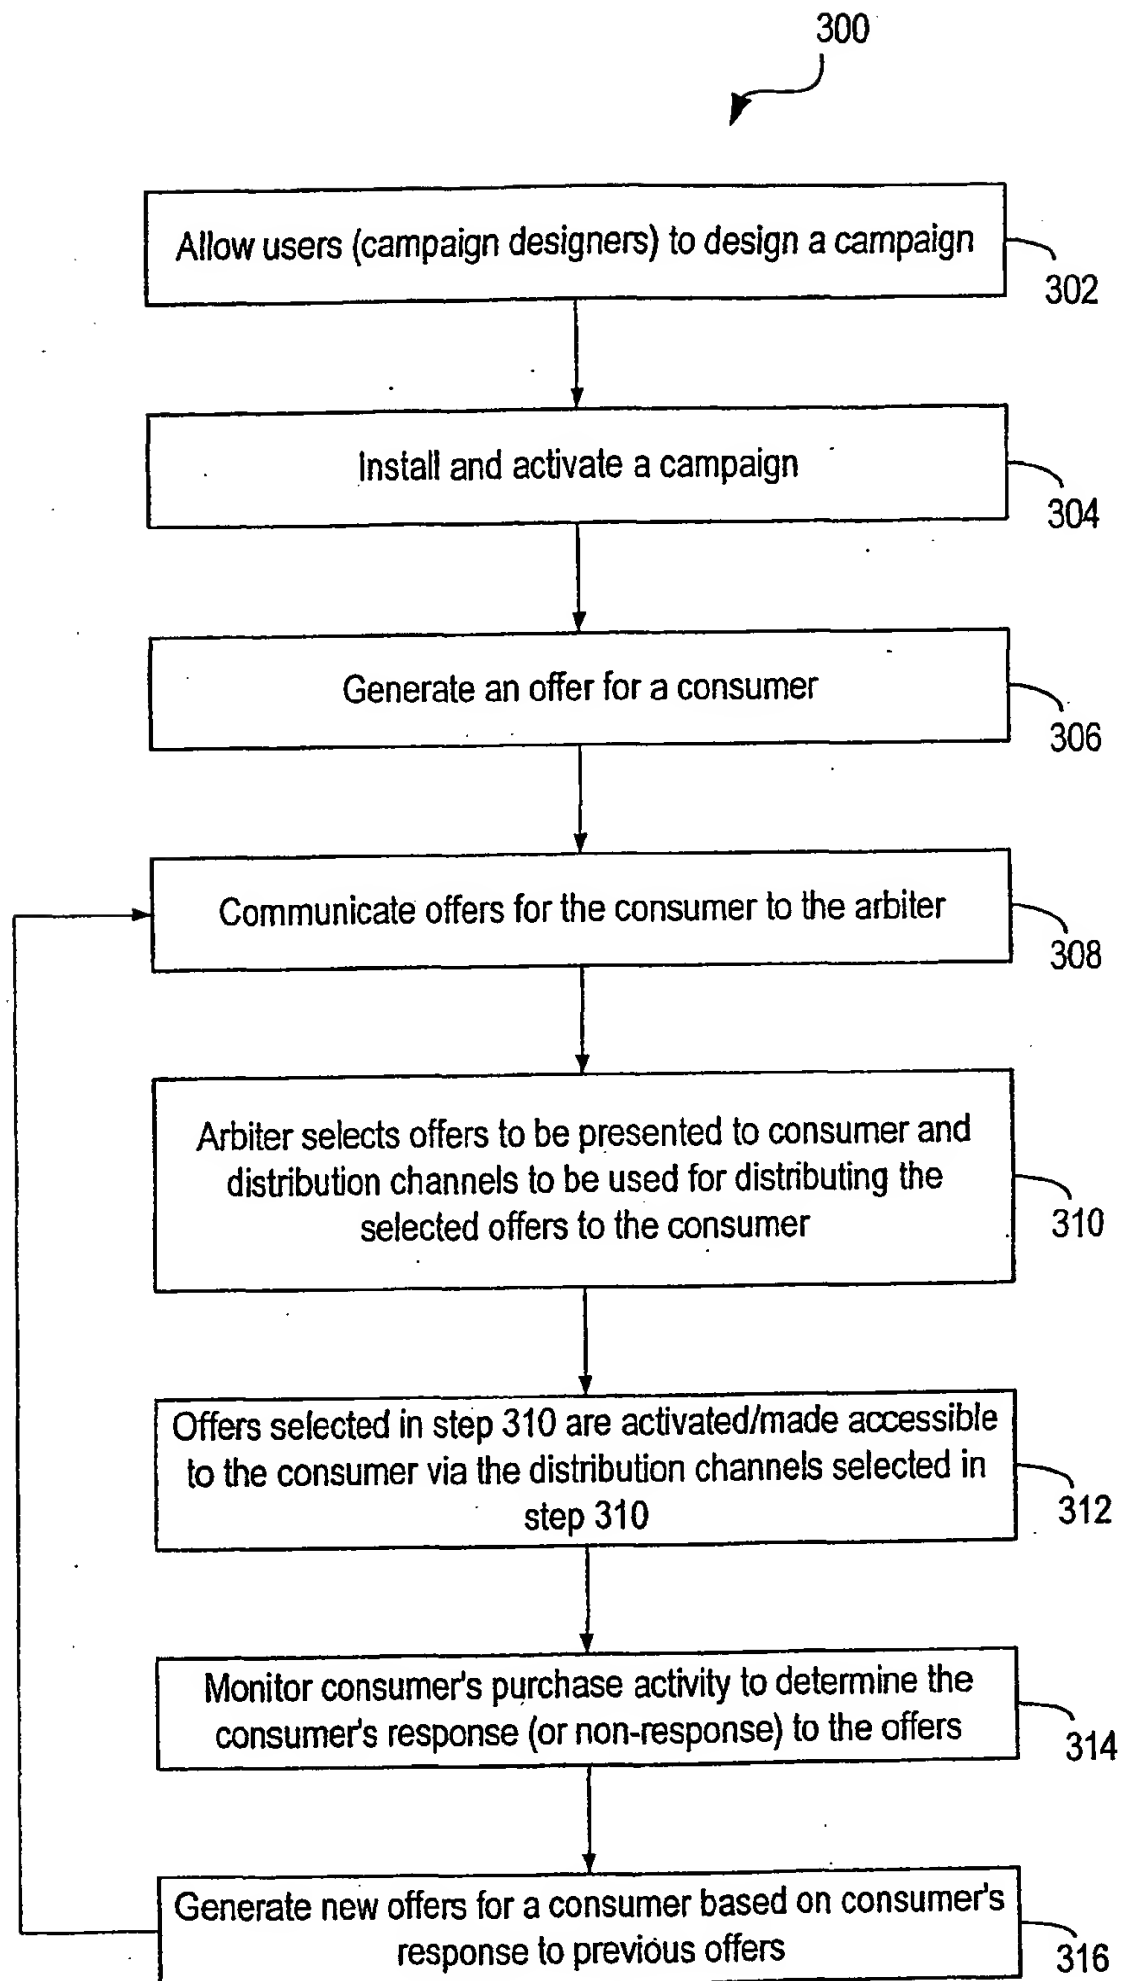 300
Allow users (campaign designers) to design a campaign
302
Install and activate a campaign
304
Generate an offer for a consumer
306
Communicate offers for the consumer to the arbiter
308
Arbiter selects offers to be presented to consumer and
distribution channels to be used for distributing the
selected offers to the consumer
310
Offers selected in step 310 are activated/made accessible
to the consumer via the distribution channels selected in
step 310
312
Monitor consumer's purchase activity to determine the
consumer's response (or non-response) to the offers
314
Generate new offers for a consumer based on consumer's
response to previous offers
316